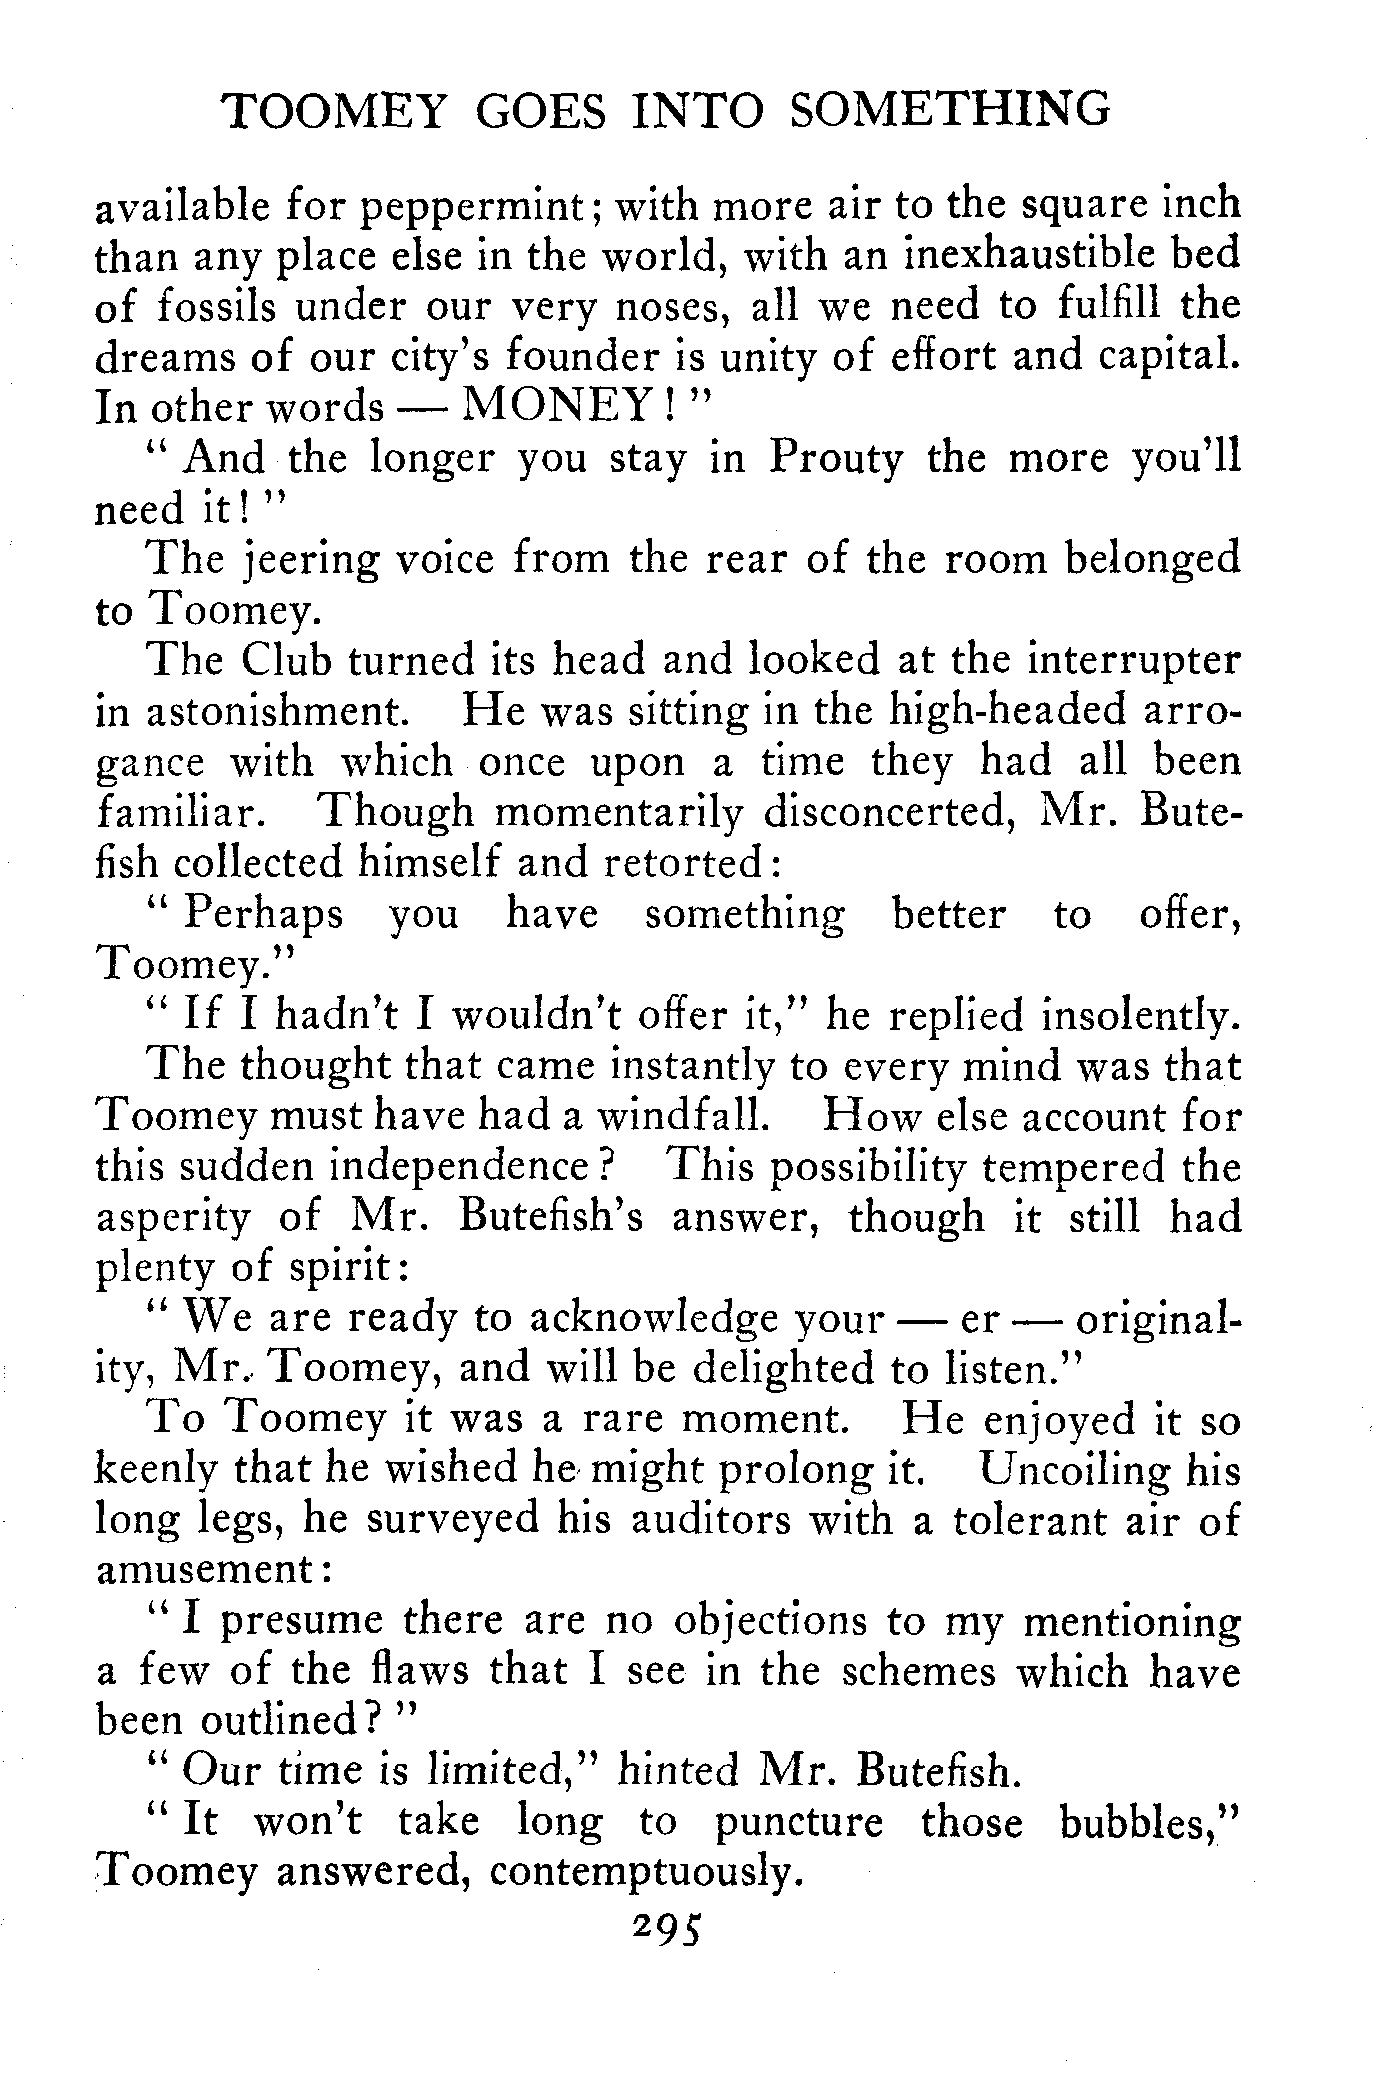 TOOMEY GOES INTO SOMETHING
available for peppermint; with more air to the square inch
than any place else in the world, with an inexhaustible bed
of fossils under our very noses, all we need to fulfill the
dreams of our city's founder is unity of effort and capital.
In other words — MONEY! "
" And the longer you stay in Prouty the more you'll
need it! "
The jeering voice from the rear of the room belonged
to Toomey.
The Club turned its head and looked at the interrupter
in astonishment. He was sitting in the high-headed arro-
gance with which once upon a time they had all been
familiar. Though momentarily disconcerted, Mr. Bute-
fish collected himself and retorted:
" Perhaps you have something better to offer,
Toomey."
" If I hadn't I wouldn't offer it," he replied insolently.
The thought that came instantly to every mind was that
Toomey must have had a windfall. How else account for
this sudden independence? This possibility tempered the
asperity of Mr. Butefish's answer, though it still had
plenty of spirit:
" We are ready to acknowledge your — er — original-
ity, Mr. Toomey, and will be delighted to listen."
To Toomey it was a rare moment. He enjoyed it so
keenly that he wished he might prolong it. Uncoiling his
long legs, he surveyed his auditors with a tolerant air of
amusement:
" I presume there are no objections to my mentioning
a few of the flaws that I see in the schemes which have
been outlined? "
" Our time is limited," hinted Mr. Butefish.
" It won't take long to puncture those bubbles,"
Toomey answered, contemptuously.
295